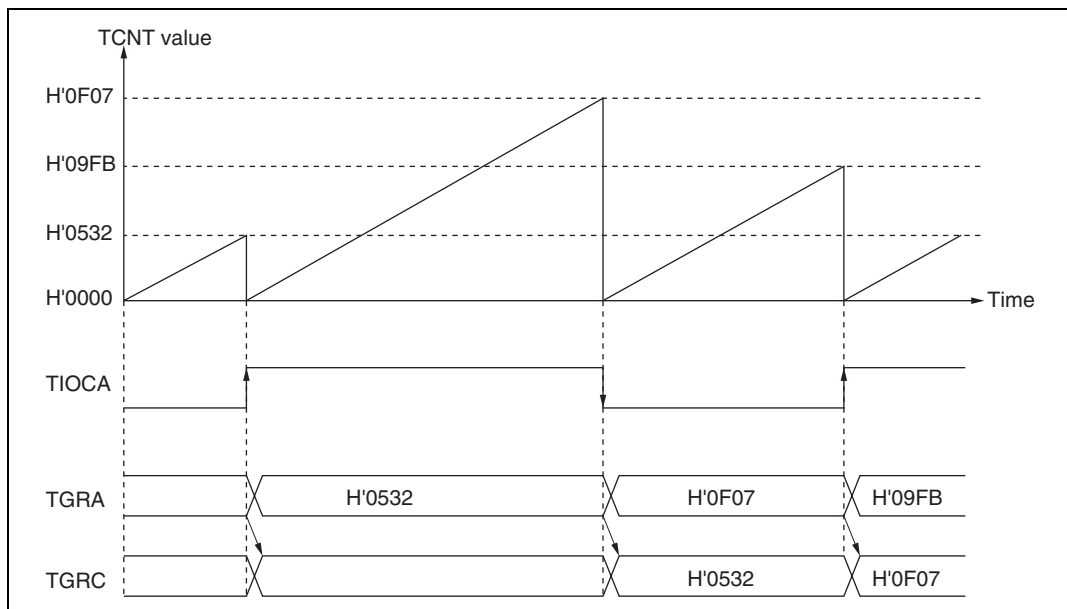 TCNT value
H'0F07
H'09FB
H'0532
H'0000
Time
TIOCA
TGRA H'0532 H'0F07 H'09FB
TGRC H'0532 H'0F07